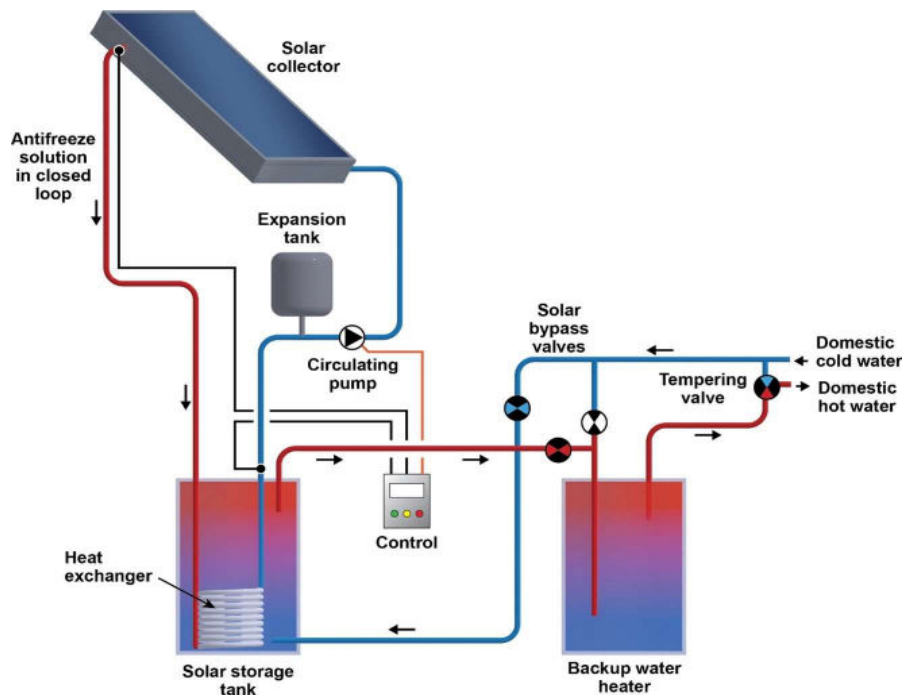 Solar
collector
Antifreeze
solution
in closed
loop
Expansion
tank
Circulating
pump
Solar
bypass
valves
Domestic
cold water
Tempering
valve
Domestic
hot water
Control
Heat
exchanger
Solar storage
tank
Backup water
heater